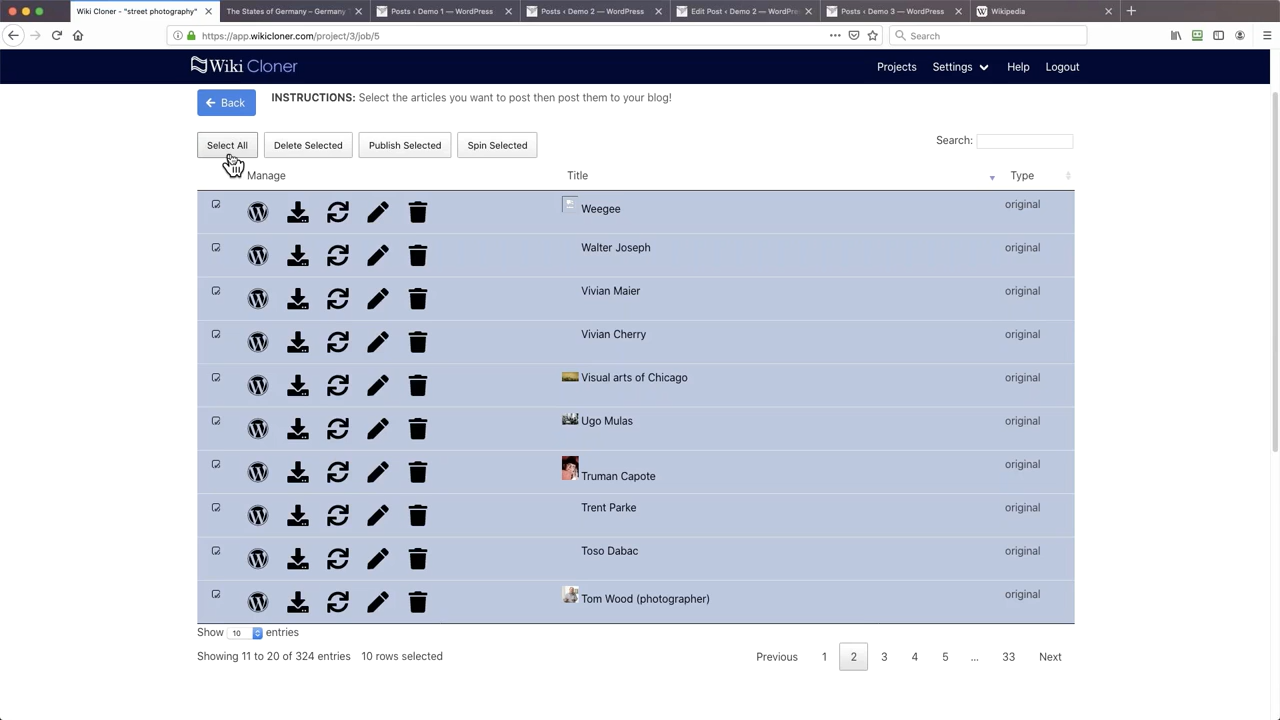 Wiki Cloner - "street photography"
The States of Germany – Germany
Posts ‹ Demo 1 — WordPress
Posts ‹ Demo 2 — WordPress
Edit Post ‹ Demo 2 — WordPre
Posts ‹ Demo 3 — WordPress
Wikipedia
https://app.wikicloner.com/project/3/job/5
Search
Wiki Cloner
Projects Settings Help Logout
Back
INSTRUCTIONS: Select the articles you want to post then post them to your blog!
Select All Delete Selected Publish Selected Spin Selected
Search:
Manage Title Type
Weegee original
Walter Joseph original
Vivian Maier original
Vivian Cherry original
Visual arts of Chicago original
Ugo Mulas original
Truman Capote original
Trent Parke original
Toso Dabac original
Tom Wood (photographer) original
Show 10 entries
Showing 11 to 20 of 324 entries 10 rows selected
Previous 1 2 3 4 5 ... 33 Next